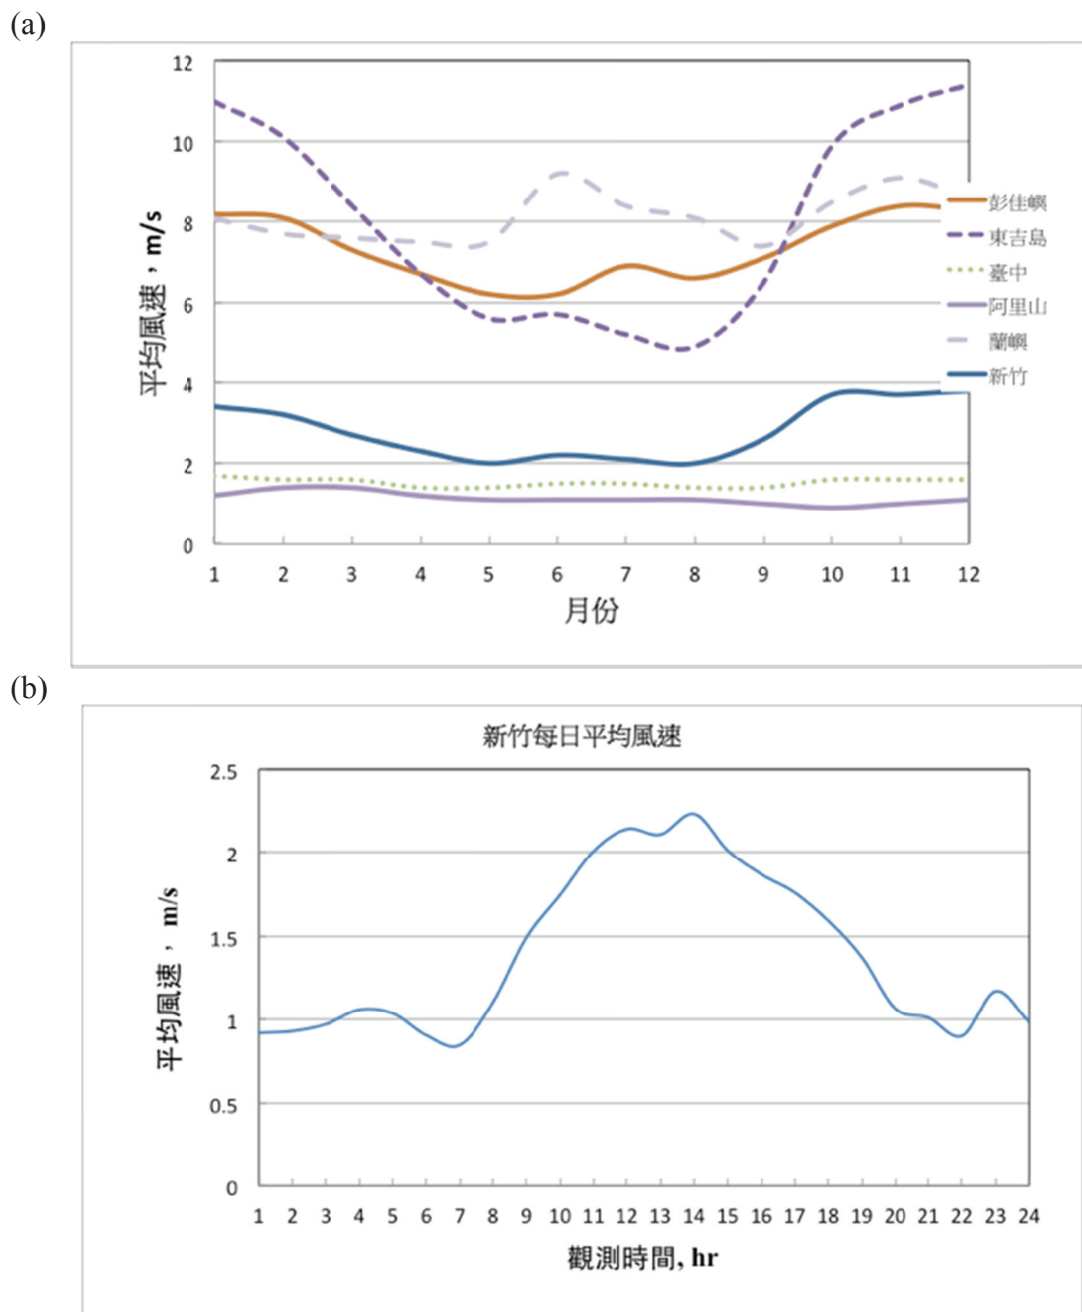 (a)
12
10
8
6
4
2
0
平均風速，m/s
1 2 3 4 5 6 7 8 9 10 11 12
月份
彭佳嶼
東吉島
臺中
阿里山
蘭嶼
新竹
(b)
新竹每日平均風速
2.5
2
1.5
1
0.5
0
平均風速，m/s
1 2 3 4 5 6 7 8 9 10 11 12 13 14 15 16 17 18 19 20 21 22 23 24
觀測時間, hr